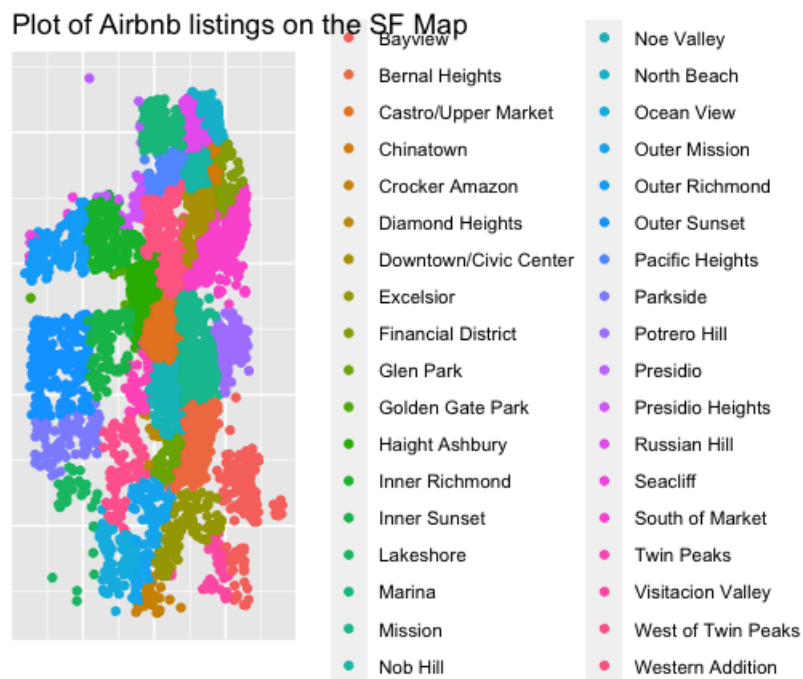 Plot of Airbnb listings on the SF Map
Bayview
Bernal Heights
Castro/Upper Market
Chinatown
Crocker Amazon
Diamond Heights
Downtown/Civic Center
Excelsior
Financial District
Glen Park
Golden Gate Park
Haight Ashbury
Inner Richmond
Inner Sunset
Lakeshore
Marina
Mission
Nob Hill
Noe Valley
North Beach
Ocean View
Outer Mission
Outer Richmond
Outer Sunset
Pacific Heights
Parkside
Potrero Hill
Presidio
Presidio Heights
Russian Hill
Seacliff
South of Market
Twin Peaks
Visitacion Valley
West of Twin Peaks
Western Addition